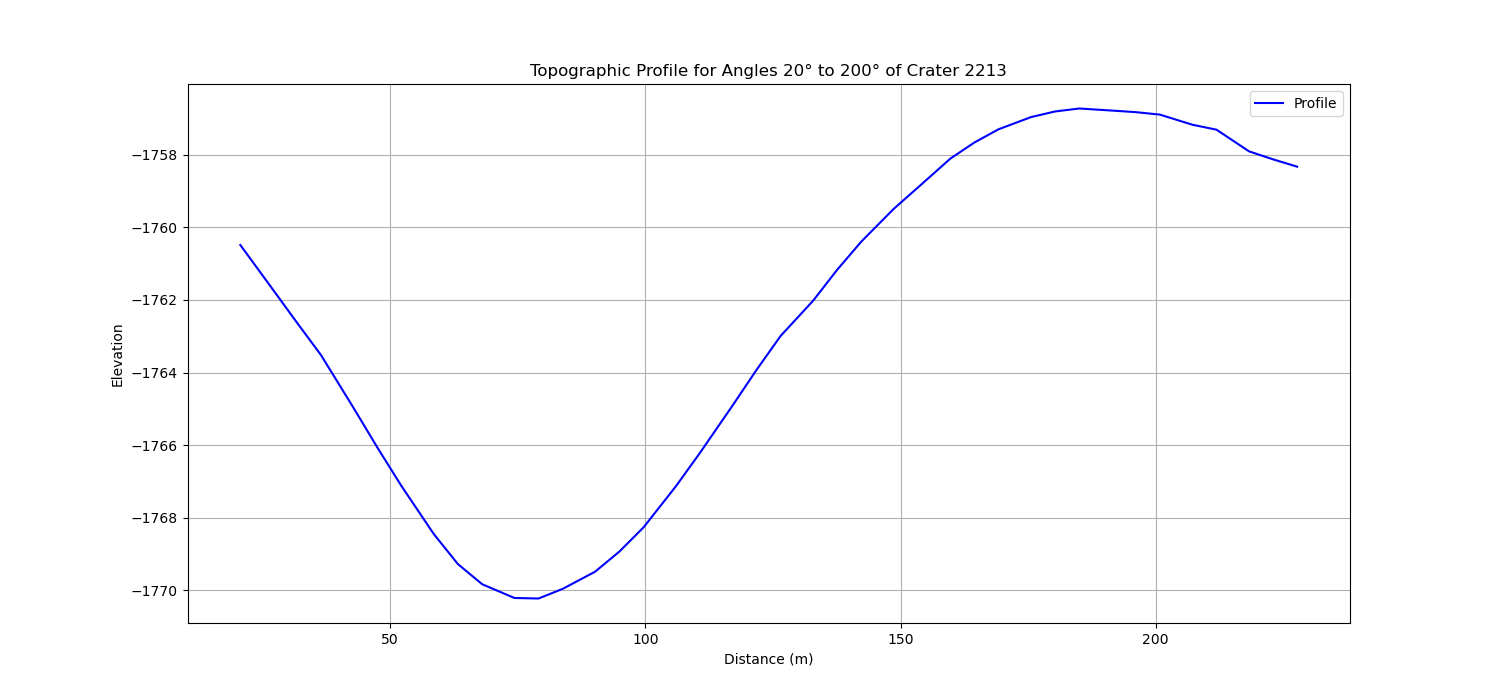 Topographic Profile for Angles 20° to 200° of Crater 2213
Profile
−1758
−1760
−1762
−1764
−1766
−1768
−1770
Elevation
50
100
150
200
Distance (m)